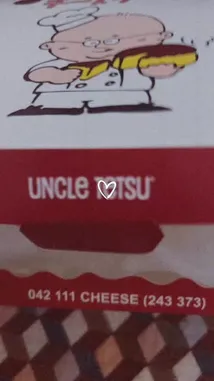 UNCLE TETSU
042 111 CHEESE (243 373)